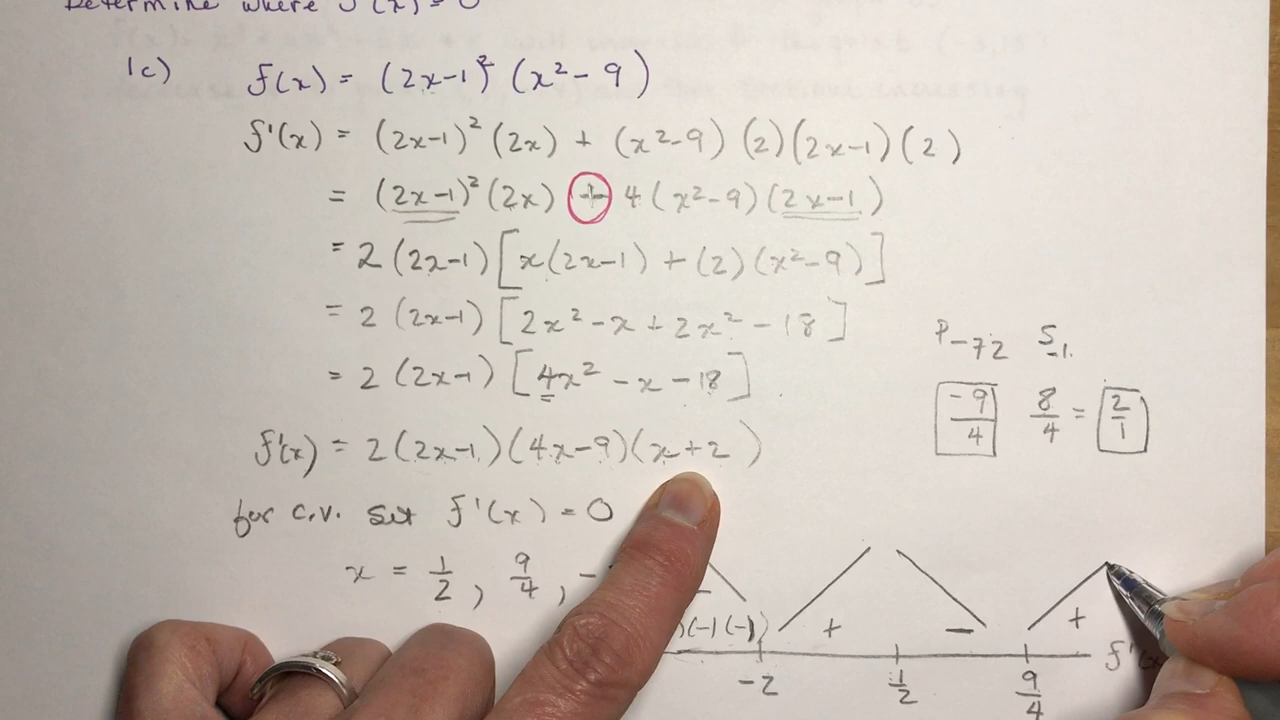 Determine where f'(x) = 0
1c) f(x) = (2x-1)² (x² - 9)
f'(x) = (2x-1)² (2x) + (x²-9) (2)(2x-1)(2)
= (2x-1)² (2x) + 4 (x²-9)(2x-1)
= 2 (2x-1) [x(2x-1) + (2)(x²-9)]
= 2 (2x-1) [2x² - x + 2x² - 18]
P -72 S -1.
= 2 (2x-1) [4x² - x - 18]
-9/4 8/4 = 2/1
f'(x) = 2(2x-1)(4x-9)(x+2)
for c.v. set f'(x) = 0
x = 1/2, 9/4, -
)(-)(-) + - +
-2 1/2 9/4